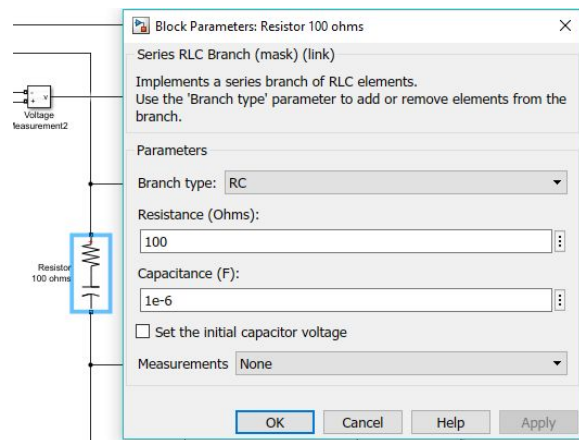 Block Parameters: Resistor 100 ohms
Series RLC Branch (mask) (link)
Implements a series branch of RLC elements.
Use the 'Branch type' parameter to add or remove elements from the
branch.
Parameters
Branch type: RC
Resistance (Ohms):
100
Capacitance (F):
1e-6
Set the initial capacitor voltage
Measurements None
OK Cancel Help Apply
- v
+
Voltage
Measurement2
Resistor
100 ohms